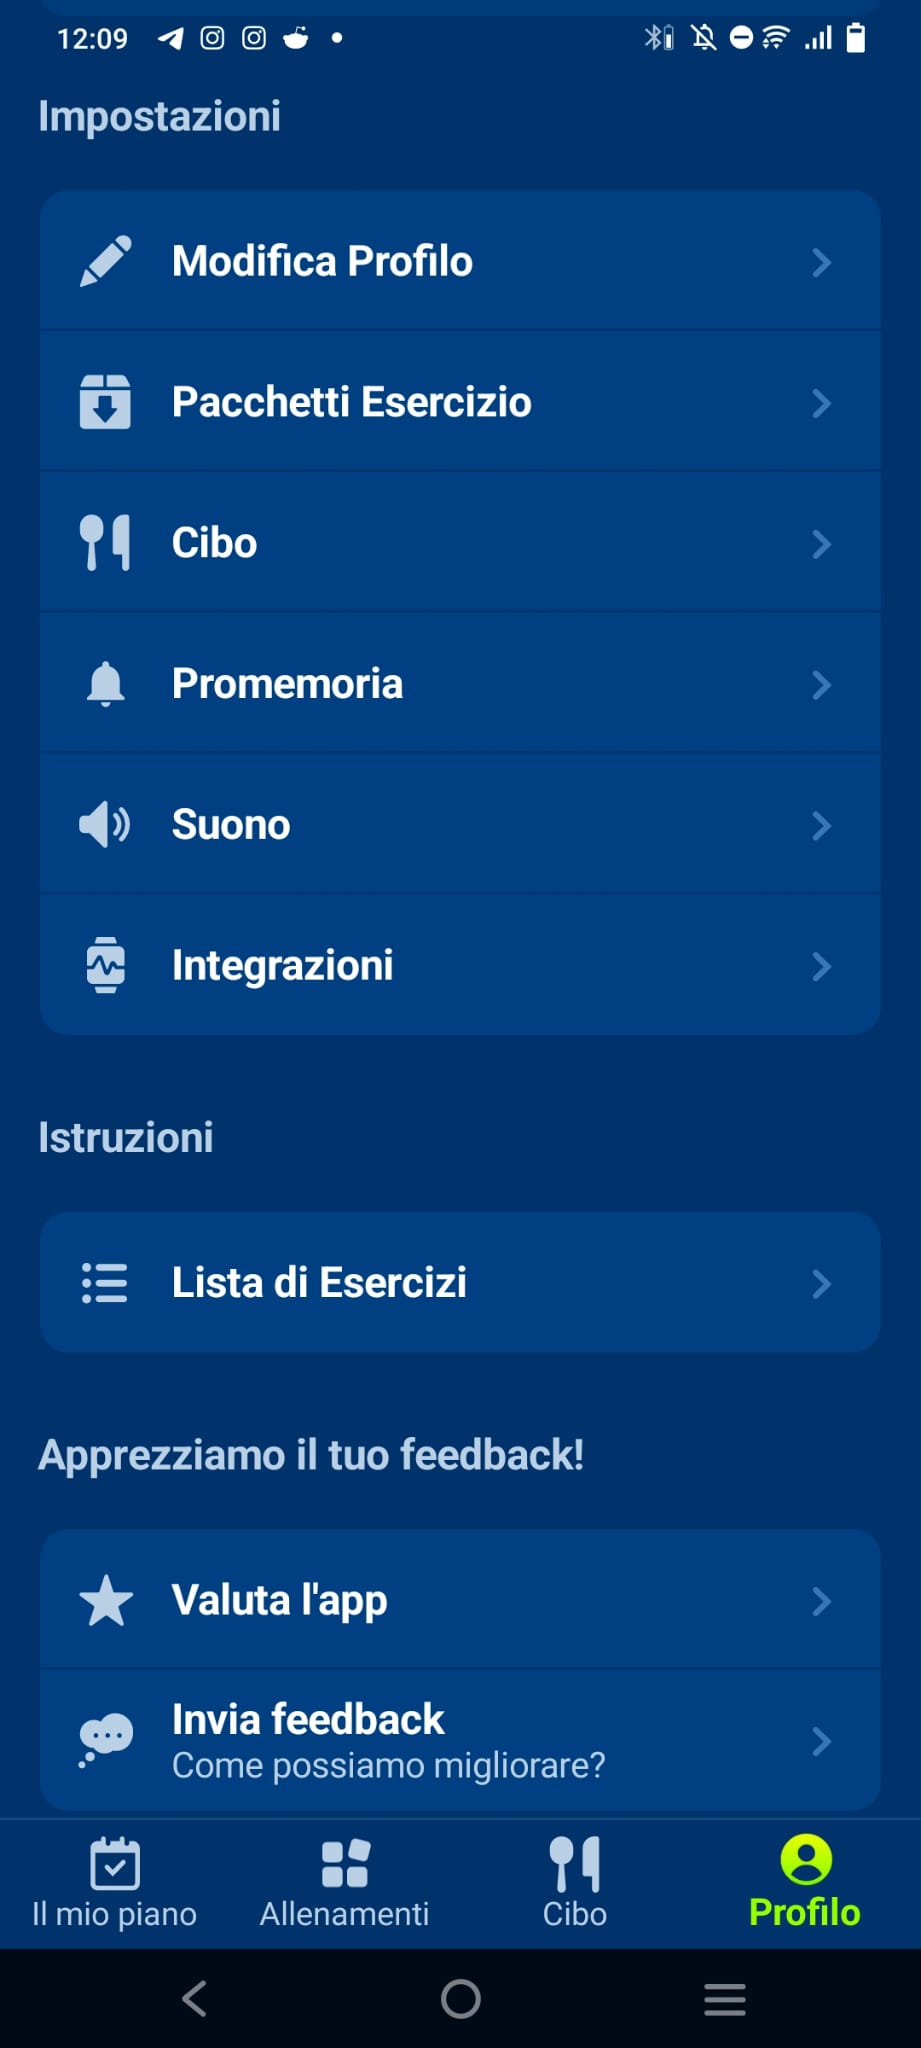 12:09
Impostazioni
Modifica Profilo
Pacchetti Esercizio
Cibo
Promemoria
Suono
Integrazioni
Istruzioni
Lista di Esercizi
Apprezziamo il tuo feedback!
Valuta l'app
Invia feedback
Come possiamo migliorare?
Il mio piano
Allenamenti
Cibo
Profilo